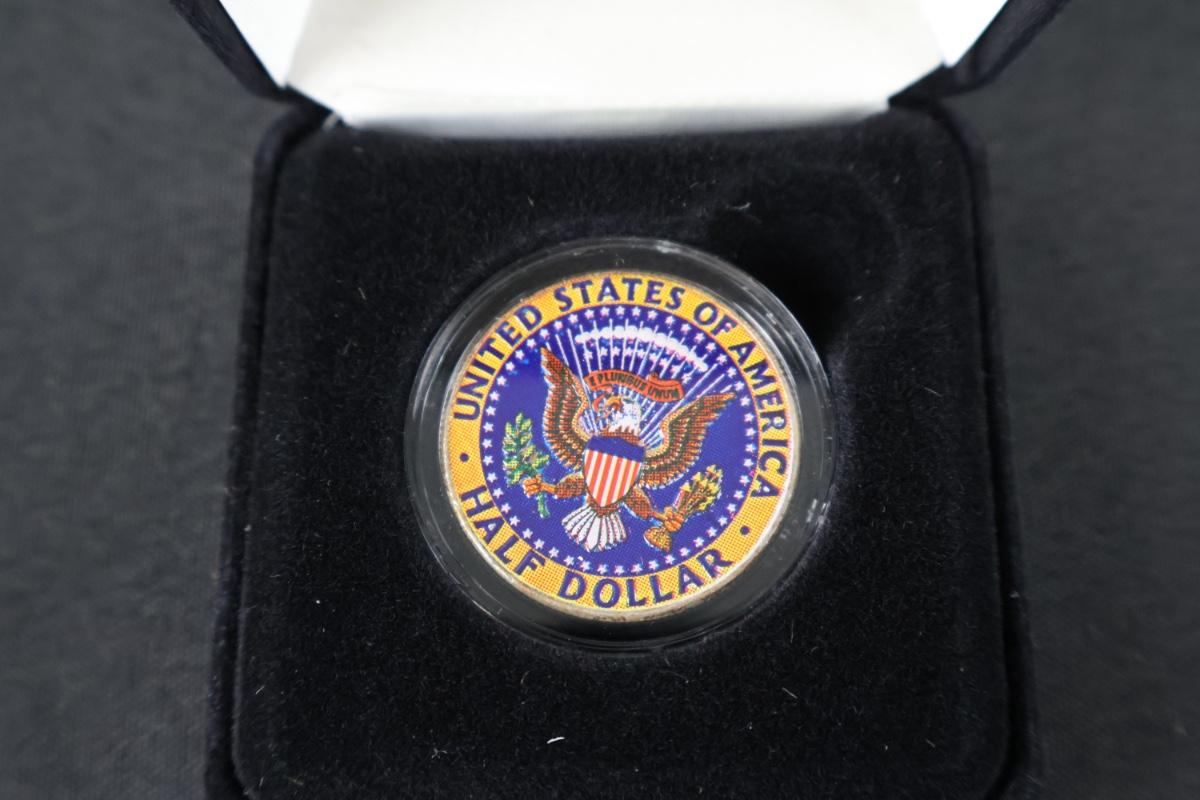 UNITED STATES OF AMERICA
E PLURIBUS UNUM
• HALF DOLLAR •